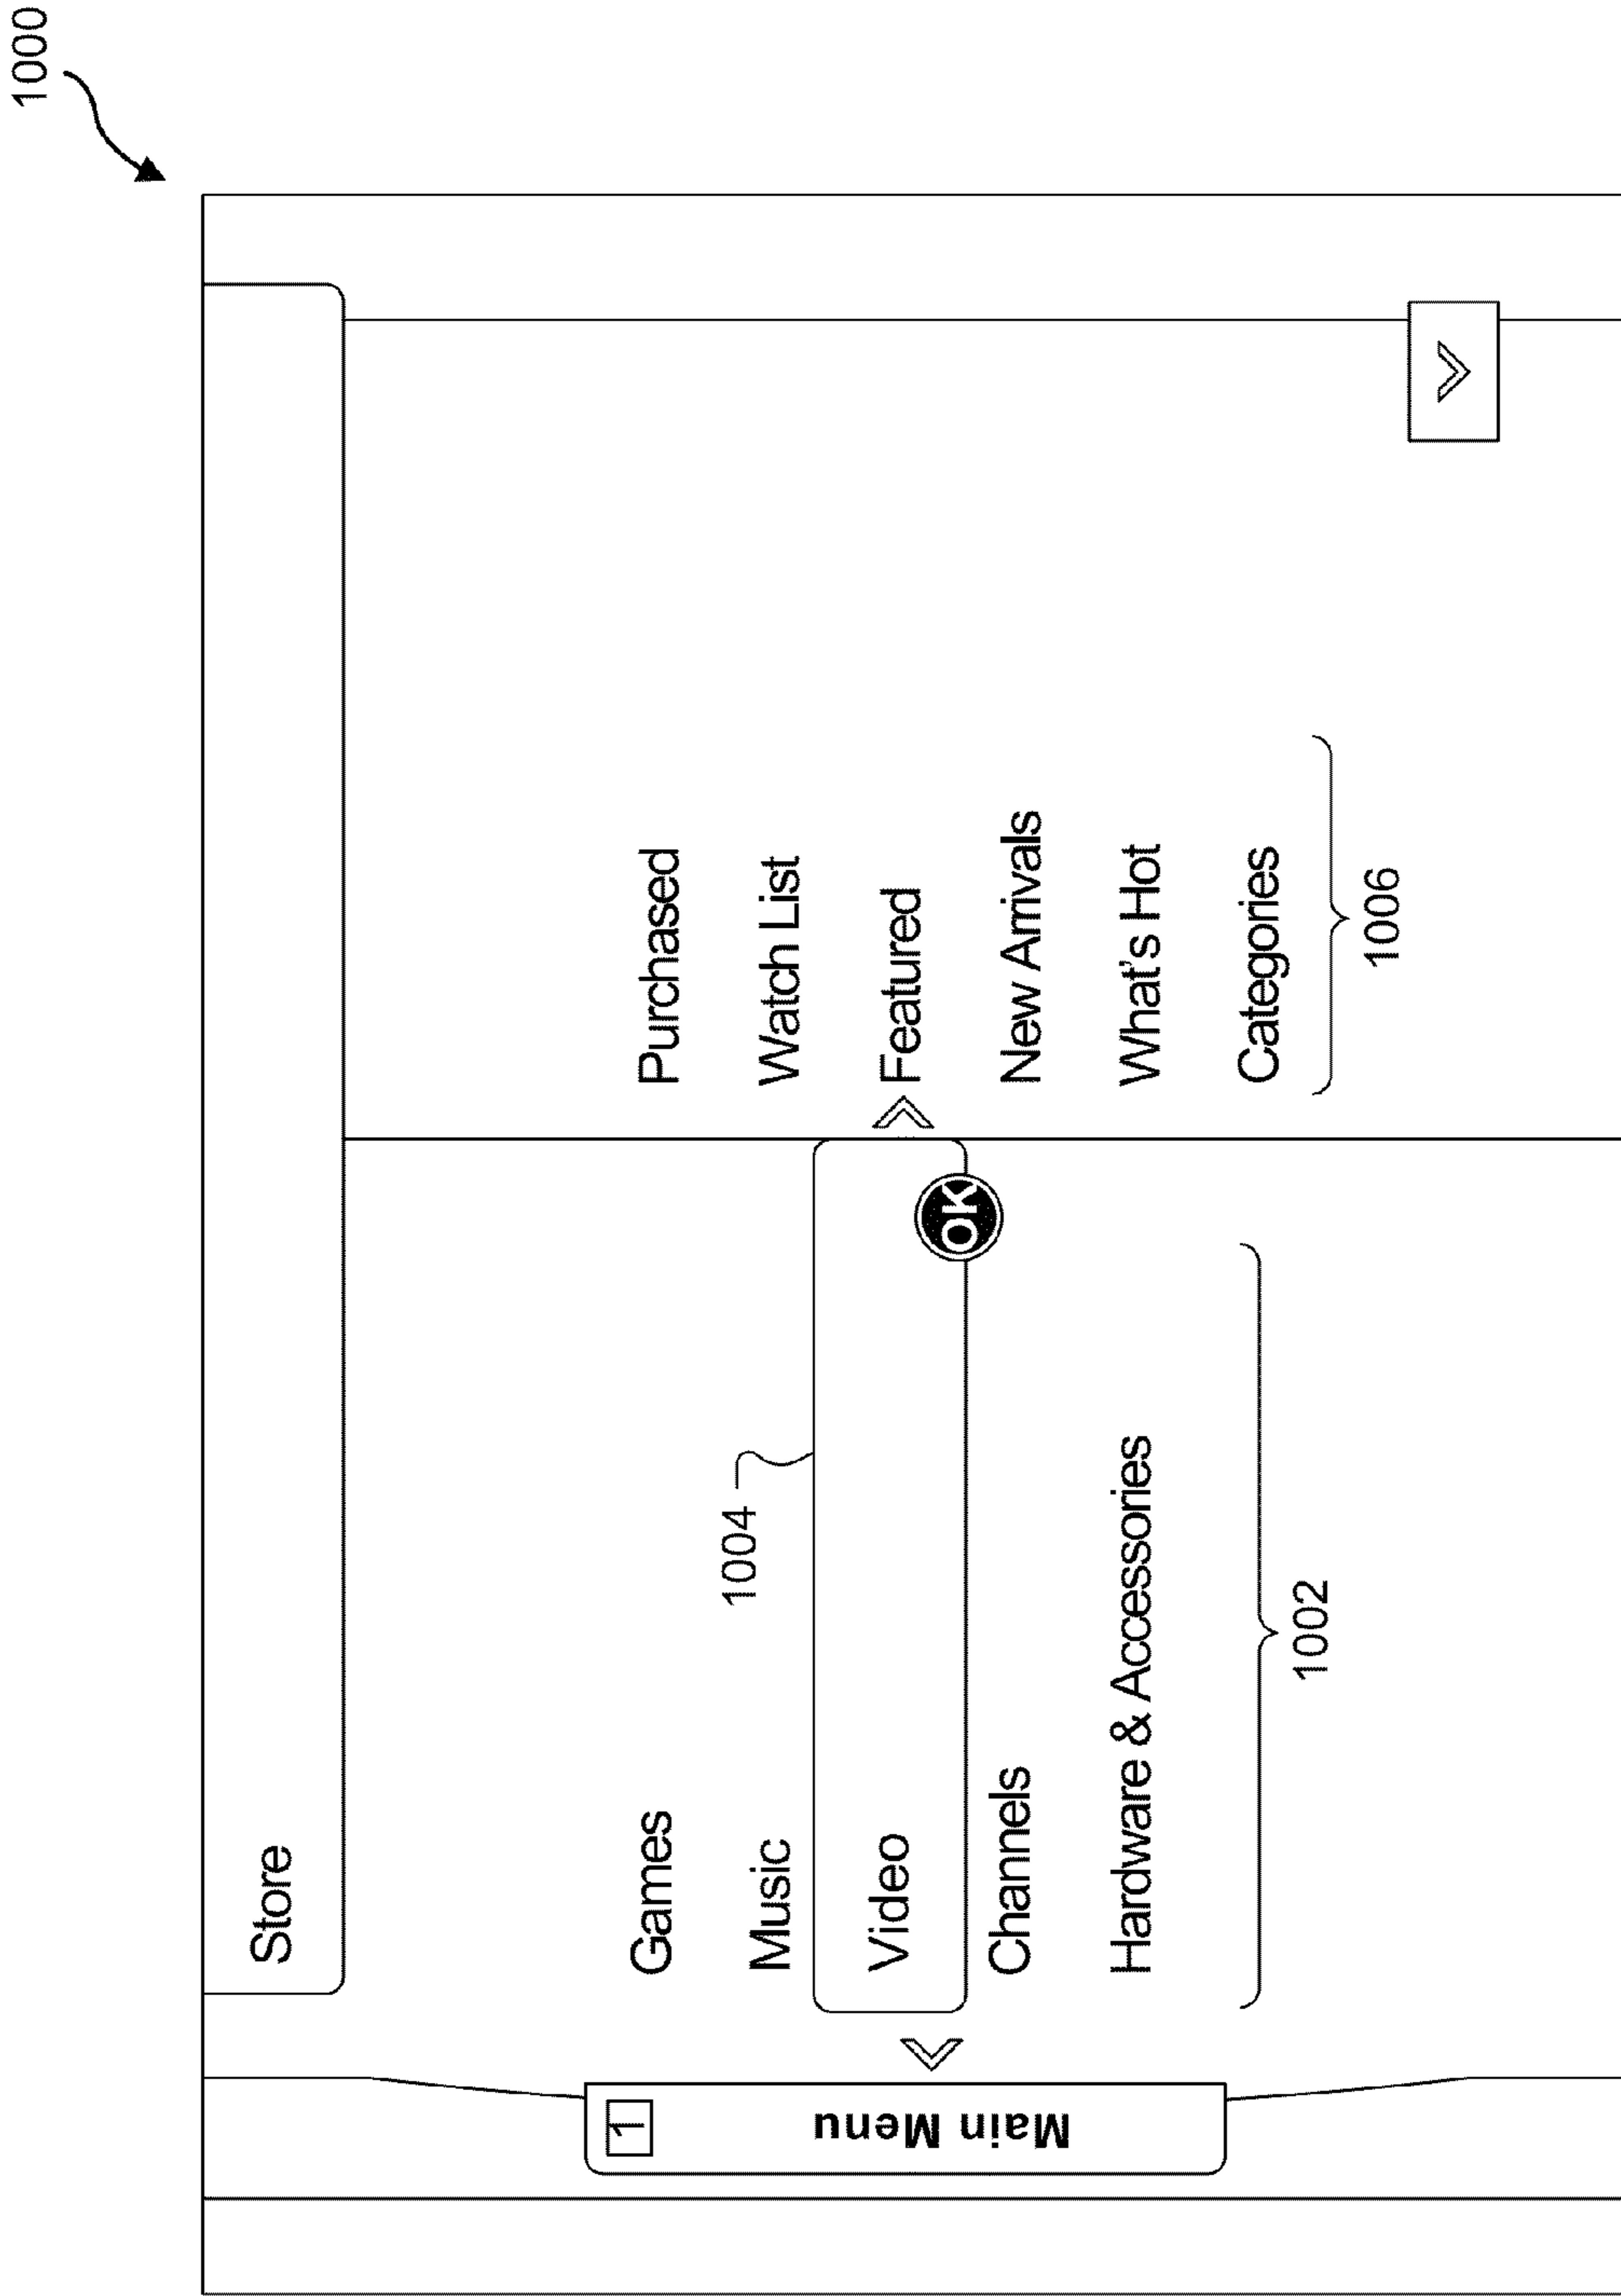 1000
Store
1
Main Menu
Games
Music
1004
Video
OK
Channels
Hardware & Accessories
1002
Purchased
Watch List
Featured
New Arrivals
What's Hot
Categories
1006